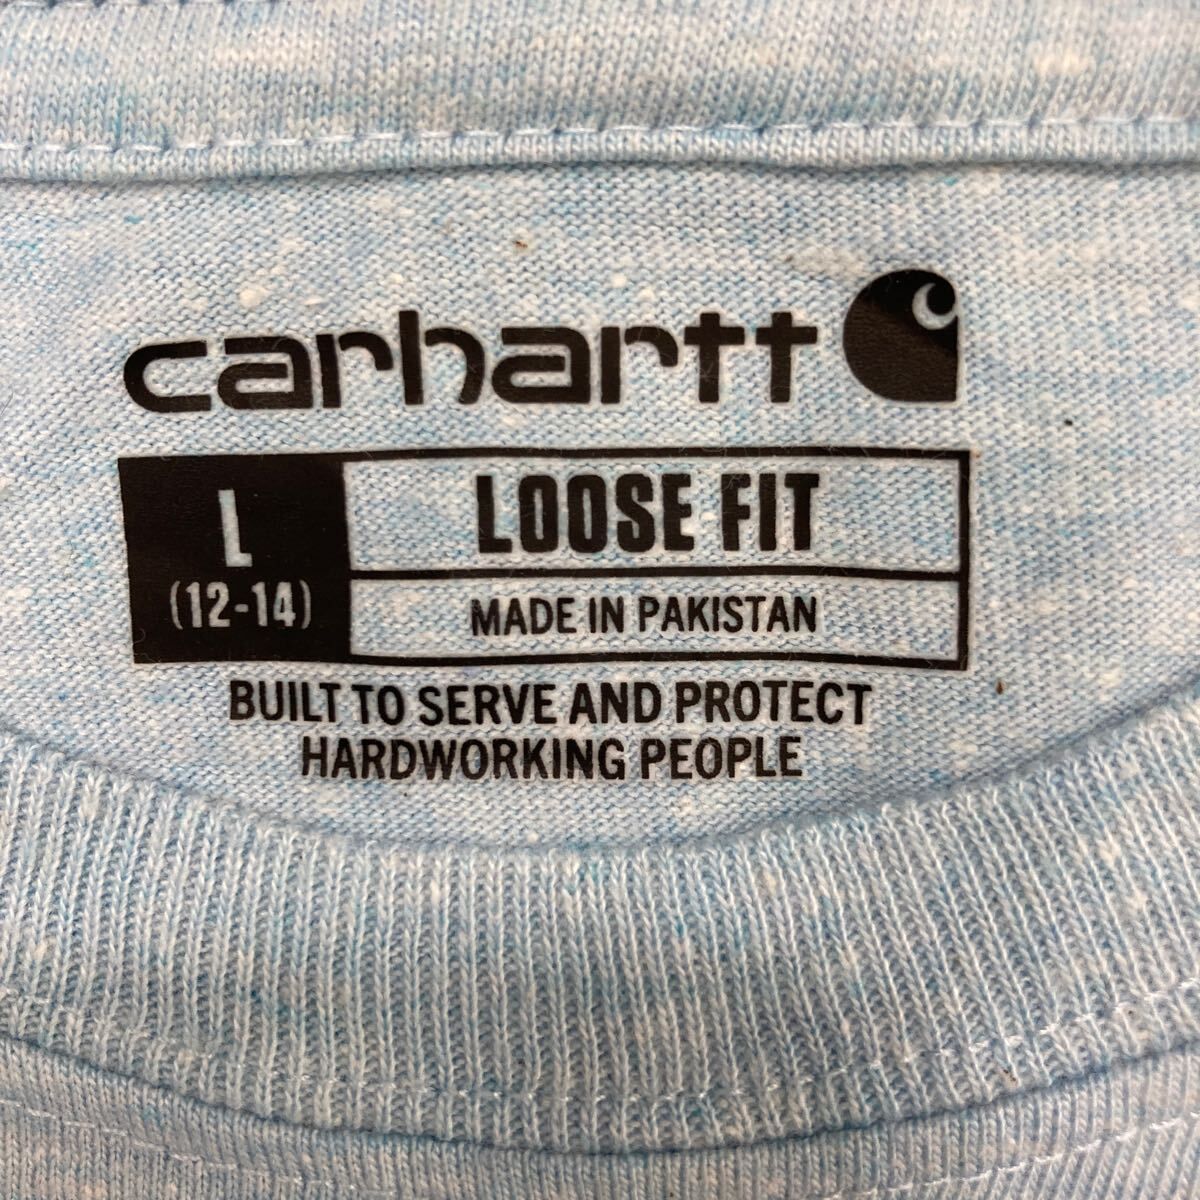 carhartt
L
(12-14)
LOOSE FIT
MADE IN PAKISTAN
BUILT TO SERVE AND PROTECT
HARDWORKING PEOPLE